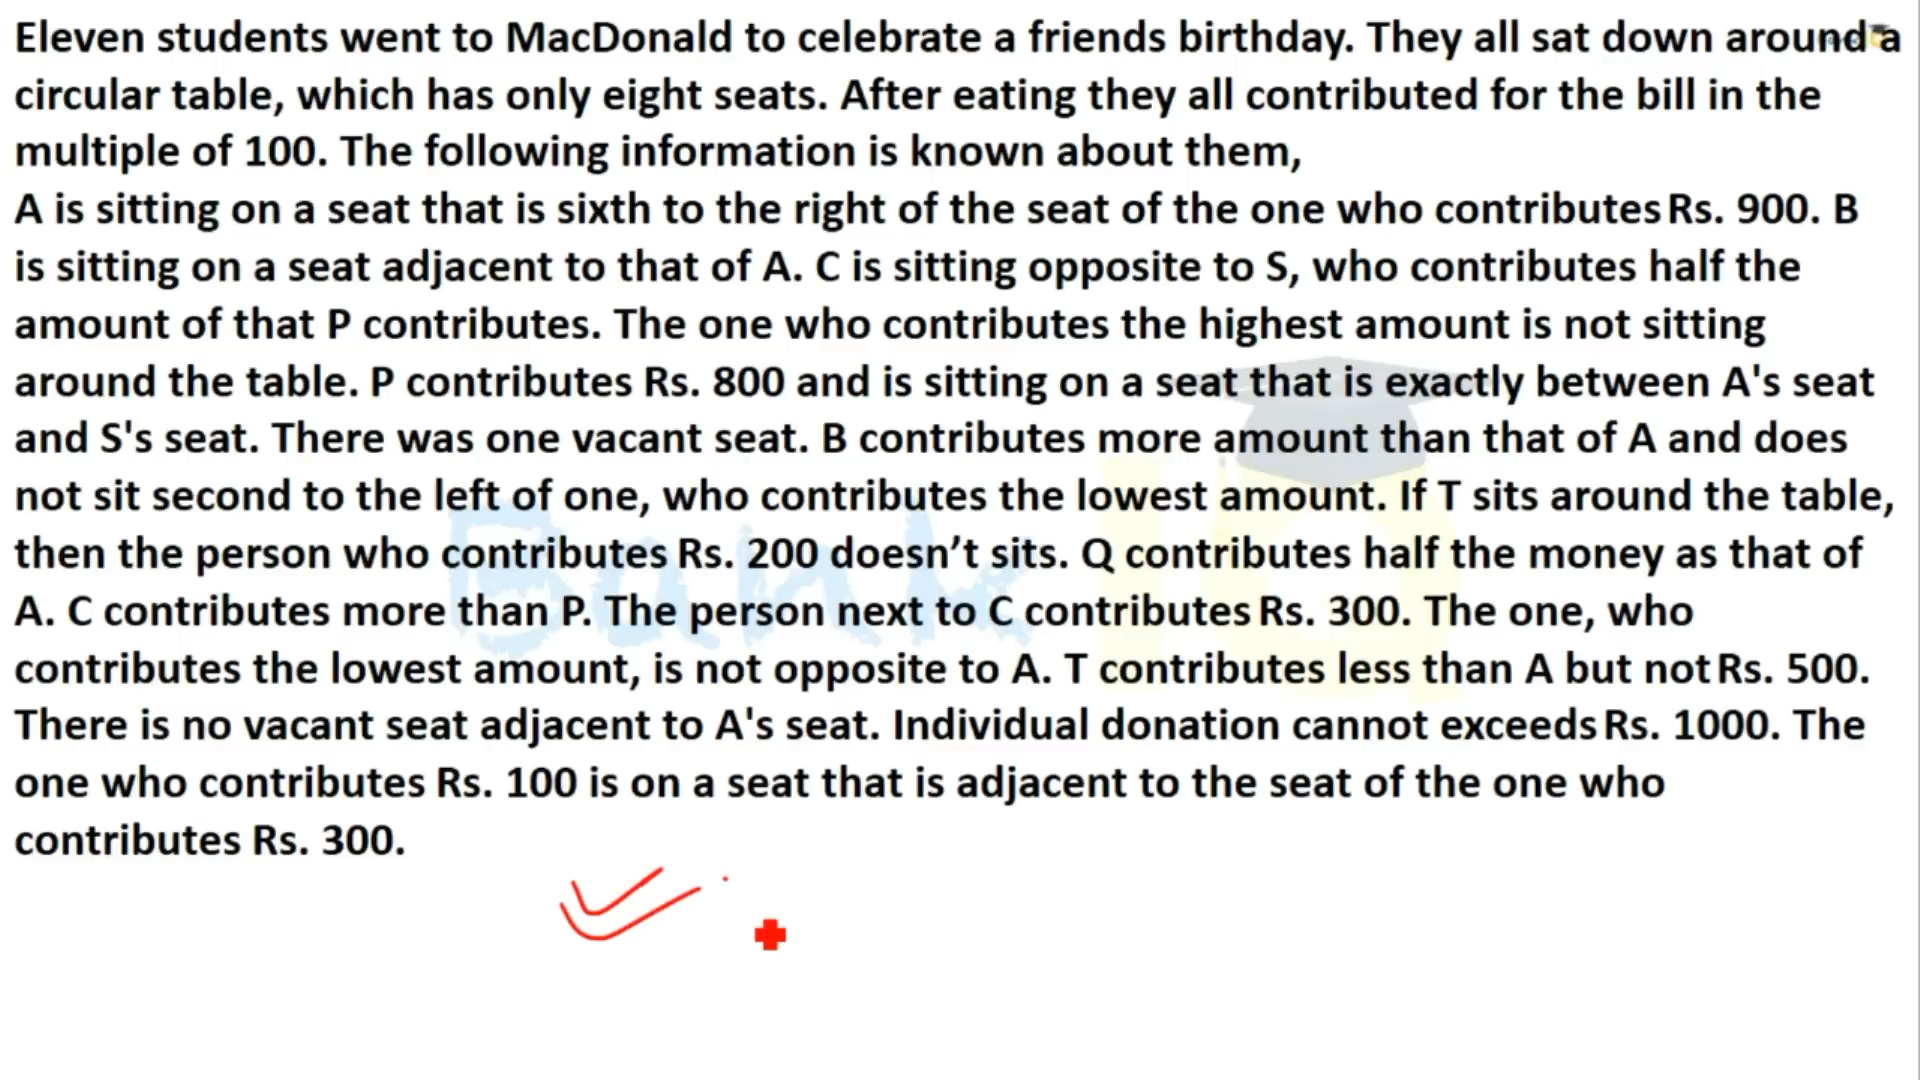 Eleven students went to MacDonald to celebrate a friends birthday. They all sat down around a
circular table, which has only eight seats. After eating they all contributed for the bill in the
multiple of 100. The following information is known about them,
A is sitting on a seat that is sixth to the right of the seat of the one who contributes Rs. 900. B
is sitting on a seat adjacent to that of A. C is sitting opposite to S, who contributes half the
amount of that P contributes. The one who contributes the highest amount is not sitting
around the table. P contributes Rs. 800 and is sitting on a seat that is exactly between A's seat
and S's seat. There was one vacant seat. B contributes more amount than that of A and does
not sit second to the left of one, who contributes the lowest amount. If T sits around the table,
then the person who contributes Rs. 200 doesn’t sits. Q contributes half the money as that of
A. C contributes more than P. The person next to C contributes Rs. 300. The one, who
contributes the lowest amount, is not opposite to A. T contributes less than A but not Rs. 500.
There is no vacant seat adjacent to A's seat. Individual donation cannot exceeds Rs. 1000. The
one who contributes Rs. 100 is on a seat that is adjacent to the seat of the one who
contributes Rs. 300.
Bank IQ